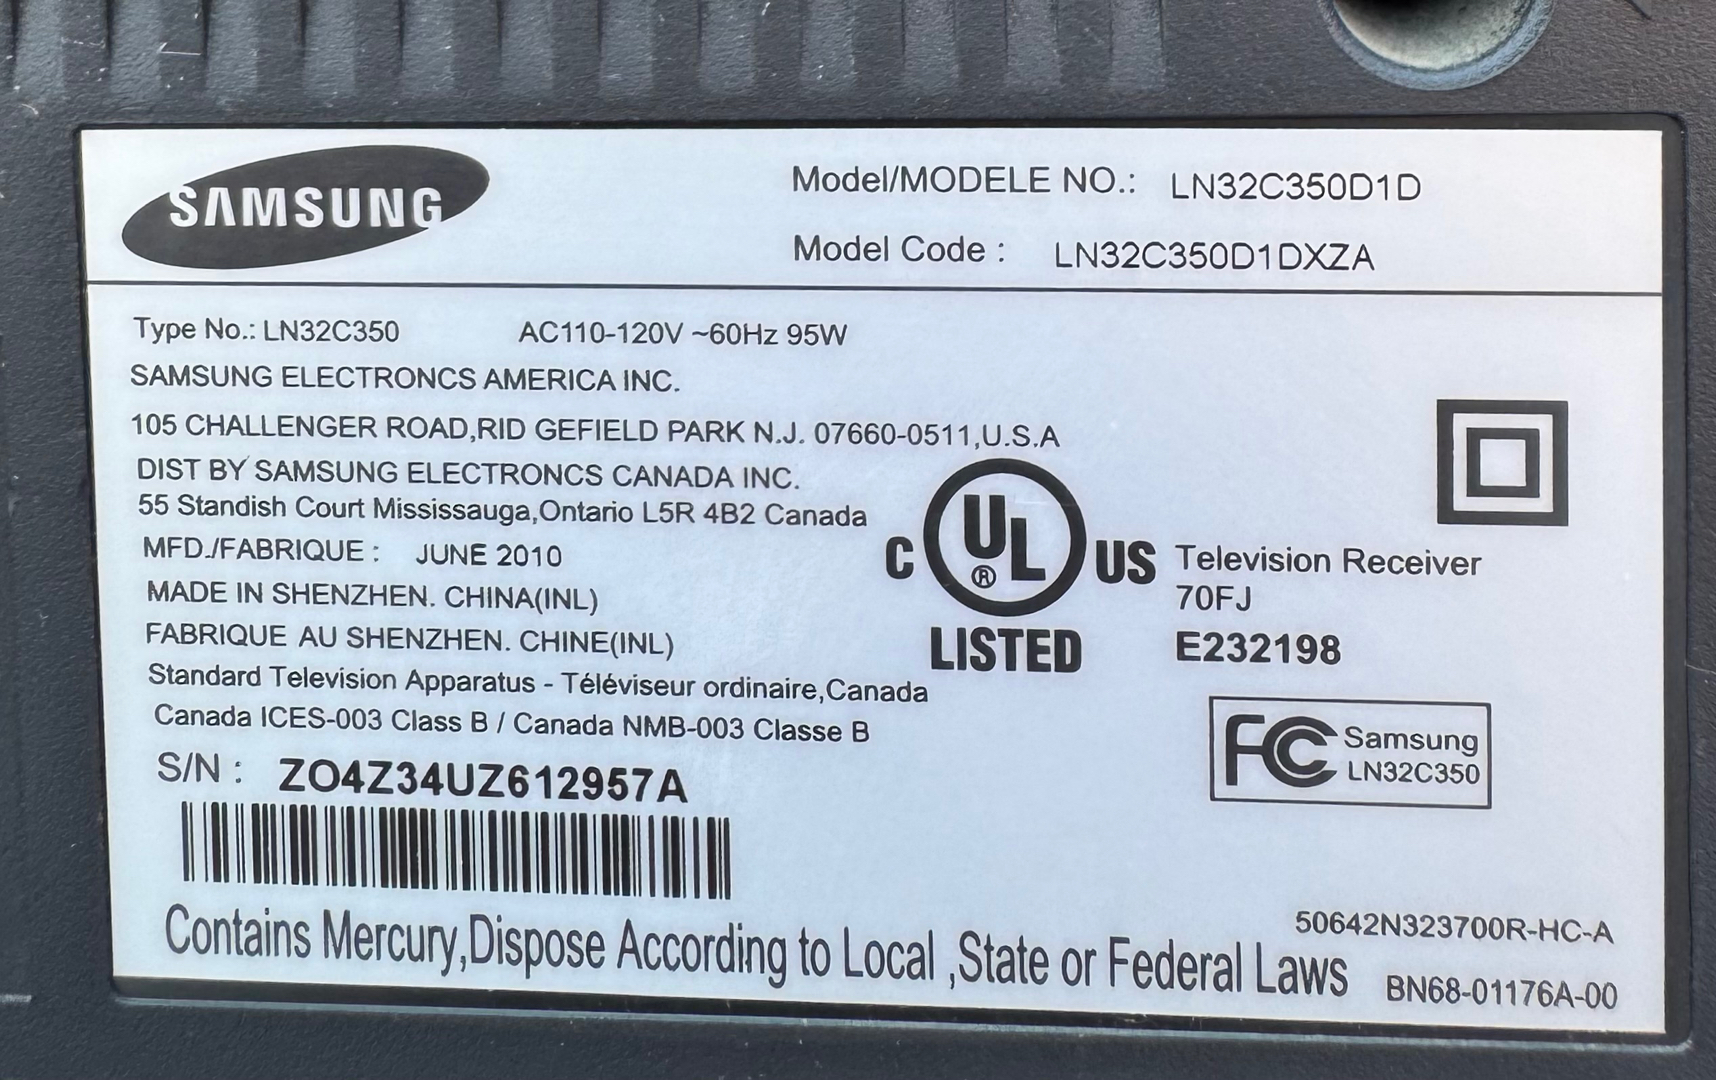 SAMSUNG
Model/MODELE NO.: LN32C350D1D
Model Code : LN32C350D1DXZA
Type No.: LN32C350 AC110-120V ~60Hz 95W
SAMSUNG ELECTRONCS AMERICA INC.
105 CHALLENGER ROAD,RID GEFIELD PARK N.J. 07660-0511,U.S.A
DIST BY SAMSUNG ELECTRONCS CANADA INC.
55 Standish Court Mississauga,Ontario L5R 4B2 Canada
MFD./FABRIQUE : JUNE 2010
MADE IN SHENZHEN. CHINA(INL)
FABRIQUE AU SHENZHEN. CHINE(INL)
Standard Television Apparatus - Téléviseur ordinaire,Canada
Canada ICES-003 Class B / Canada NMB-003 Classe B
S/N : ZO4Z34UZ612957A
C UL ® US
LISTED
Television Receiver
70FJ
E232198
FC Samsung
LN32C350
50642N323700R-HC-A
Contains Mercury,Dispose According to Local ,State or Federal Laws
BN68-01176A-00